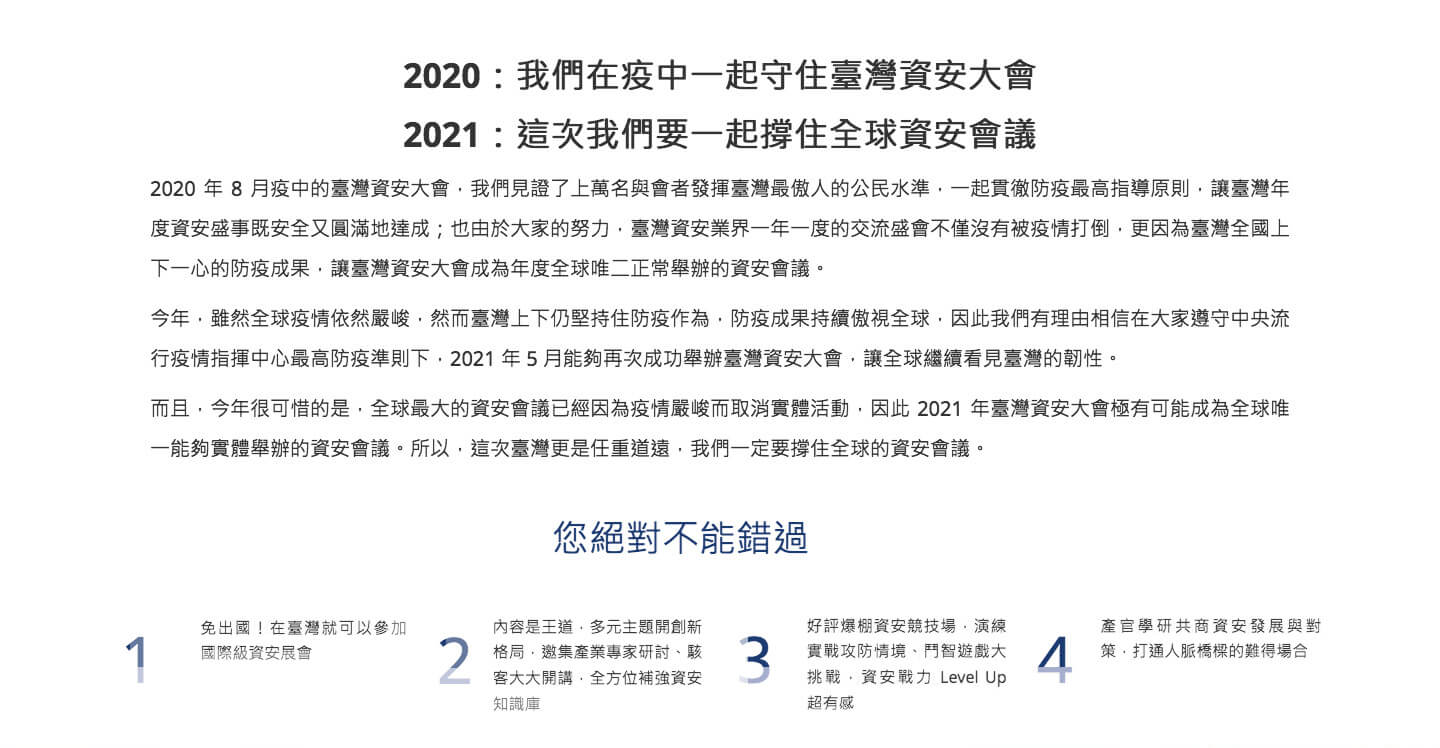 2020：我們在疫中一起守住臺灣資安大會
2021：這次我們要一起撐住全球資安會議
2020 年 8 月疫中的臺灣資安大會，我們見證了上萬名與會者發揮臺灣最傲人的公民水準，一起貫徹防疫最高指導原則，讓臺灣年
度資安盛事既安全又圓滿地達成；也由於大家的努力，臺灣資安業界一年一度的交流盛會不僅沒有被疫情打倒，更因為臺灣全國上
下一心的防疫成果，讓臺灣資安大會成為年度全球唯二正常舉辦的資安會議。
今年，雖然全球疫情依然嚴峻，然而臺灣上下仍堅持住防疫作為，防疫成果持續傲視全球，因此我們有理由相信在大家遵守中央流
行疫情指揮中心最高防疫準則下，2021 年 5 月能夠再次成功舉辦臺灣資安大會，讓全球繼續看見臺灣的韌性。
而且，今年很可惜的是，全球最大的資安會議已經因為疫情嚴峻而取消實體活動，因此 2021 年臺灣資安大會極有可能成為全球唯
一能夠實體舉辦的資安會議。所以，這次臺灣更是任重道遠，我們一定要撐住全球的資安會議。
您絕對不能錯過
1
免出國！在臺灣就可以參加
國際級資安展會
2
內容是王道，多元主題開創新
格局，邀集產業專家研討、駭
客大大開講，全方位補強資安
知識庫
3
好評爆棚資安競技場，演練
實戰攻防情境、鬥智遊戲大
挑戰，資安戰力 Level Up
超有感
4
產官學研共商資安發展與對
策，打通人脈橋樑的難得場合